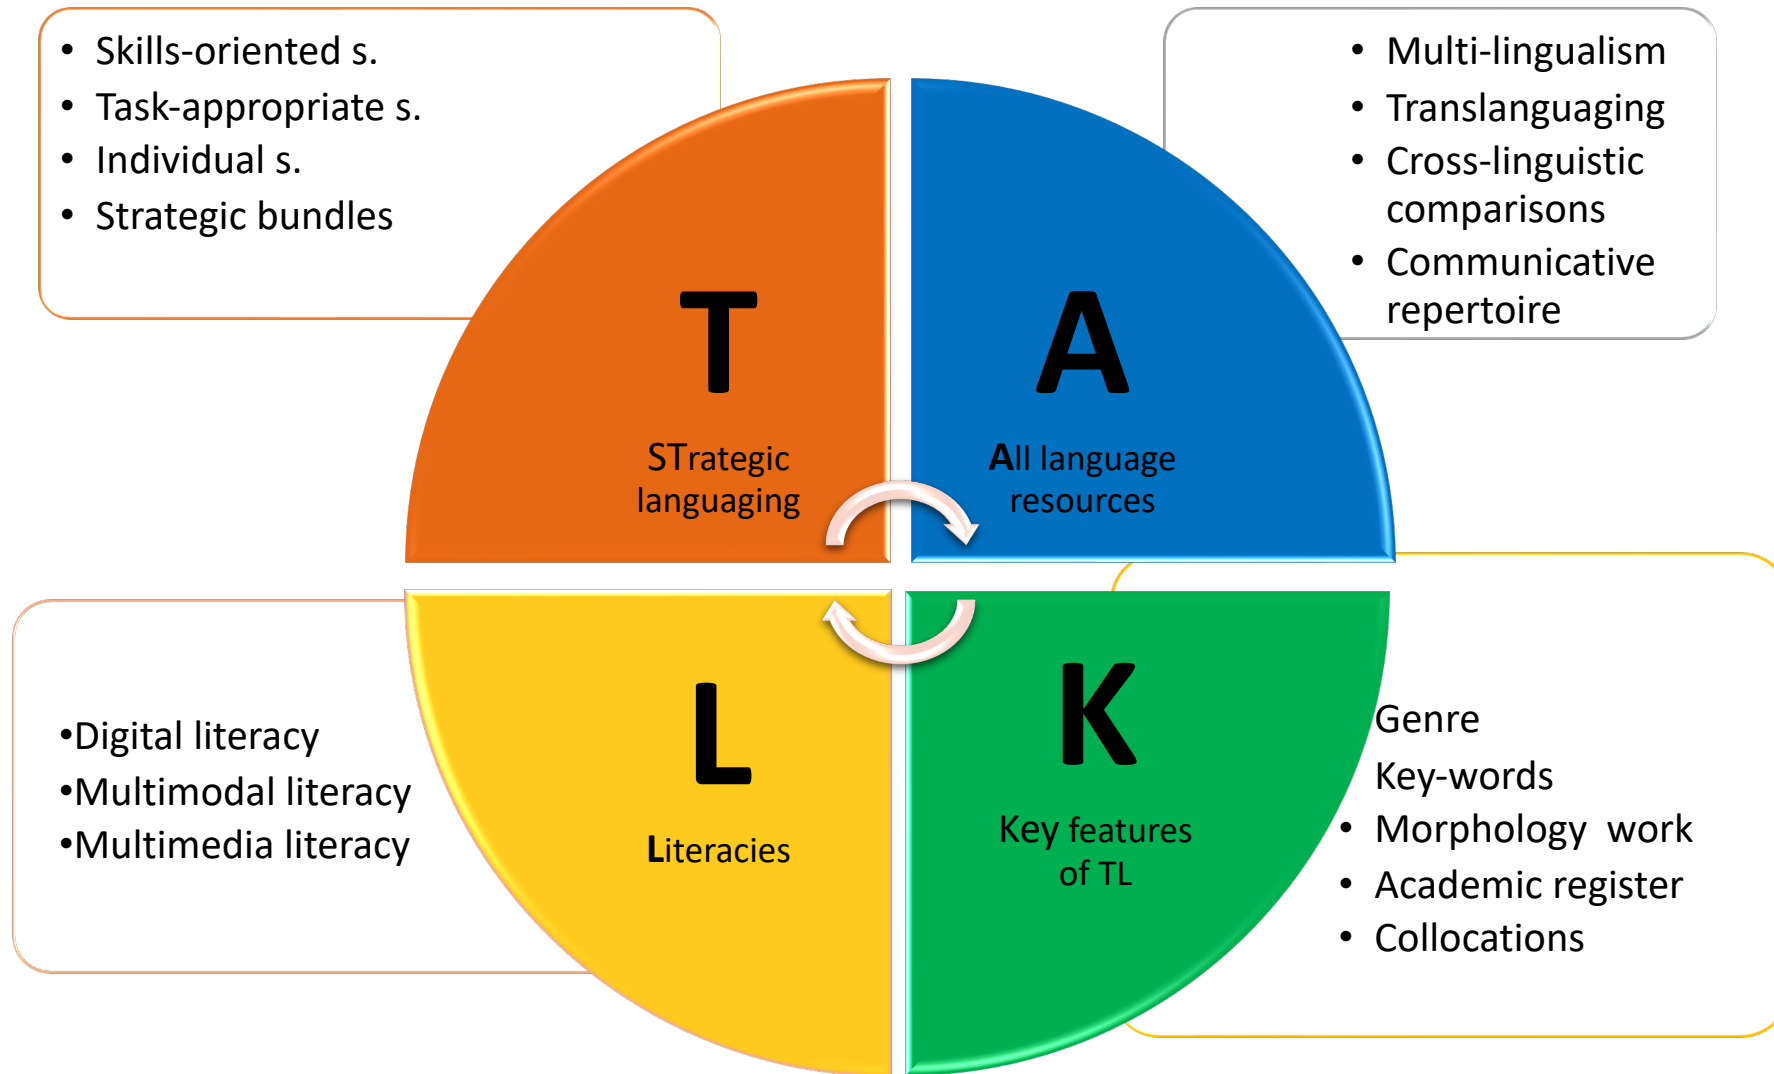 • Skills-oriented s.
• Task-appropriate s.
• Individual s.
• Strategic bundles
• Multi-lingualism
• Translanguaging
• Cross-linguistic
comparisons
• Communicative
repertoire
T
STrategic
languaging
A
All language
resources
L
Literacies
K
Key features
of TL
•Digital literacy
•Multimodal literacy
•Multimedia literacy
Genre
Key-words
• Morphology work
• Academic register
• Collocations